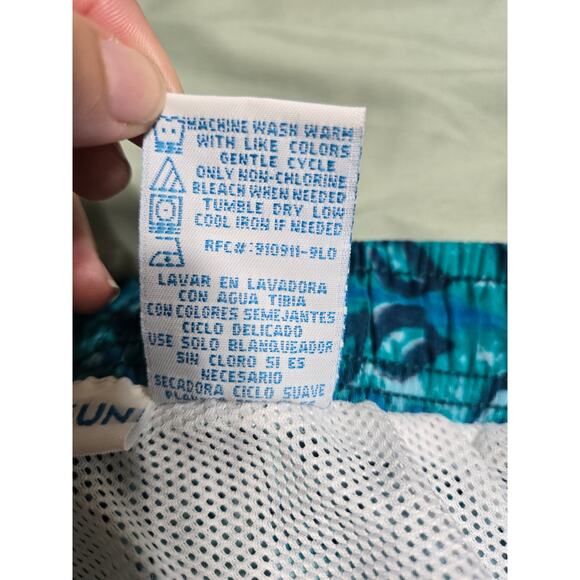 MACHINE WASH WARM
WITH LIKE COLORS
GENTLE CYCLE
ONLY NON-CHLORINE
BLEACH WHEN NEEDED
TUMBLE DRY LOW
COOL IRON IF NEEDED
RFC#:910911-9L0
LAVAR EN LAVADORA
CON AGUA TIBIA
CON COLORES SEMEJANTES
CICLO DELICADO
USE SOLO BLANQUEADOR
SIN CLORO SI ES
NECESARIO
SECADORA CICLO SUAVE
UN